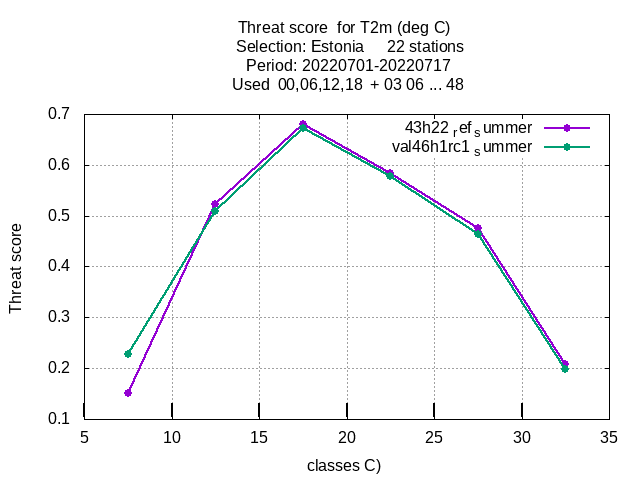 Threat score  for T2m (deg C)
Selection: Estonia     22 stations
Period: 20220701-20220717
Used  00,06,12,18  + 03 06 ... 48
43h22 ref summer
val46h1rc1 summer
0.7
0.6
0.5
0.4
0.3
0.2
0.1
Threat score
5 10 15 20 25 30 35
classes C)